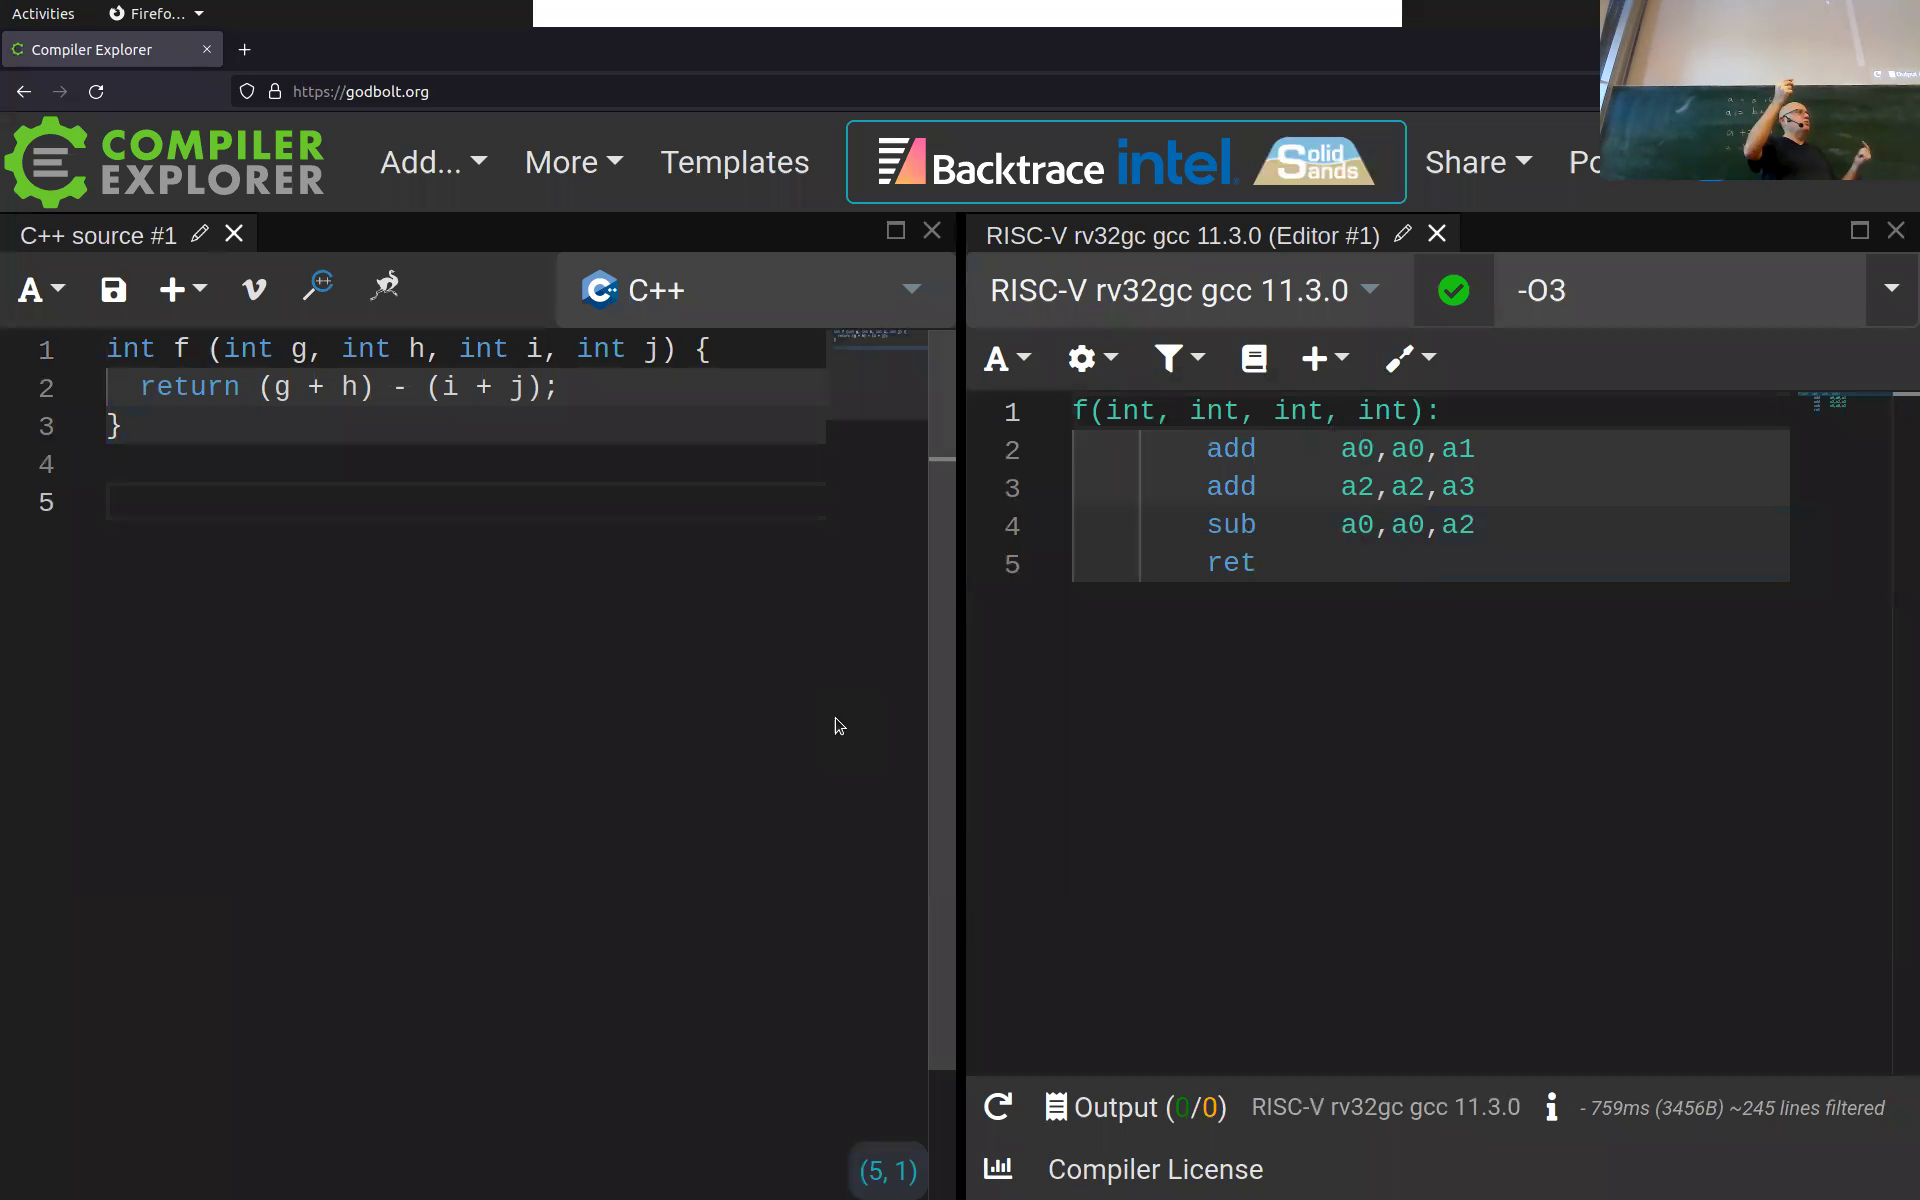 Activities Firefo...
Compiler Explorer
https://godbolt.org
COMPILER EXPLORER
Add... More Templates Backtrace intel Solid Sands Share Po
C++ source #1
RISC-V rv32gc gcc 11.3.0 (Editor #1)
A C++
RISC-V rv32gc gcc 11.3.0 -O3
A
1 int f (int g, int h, int i, int j) {
2 return (g + h) - (i + j);
3 }
4
5
1 f(int, int, int, int):
2 add a0,a0,a1
3 add a2,a2,a3
4 sub a0,a0,a2
5 ret
(5, 1)
Output (0/0) RISC-V rv32gc gcc 11.3.0 - 759ms (3456B) ~245 lines filtered
Compiler License